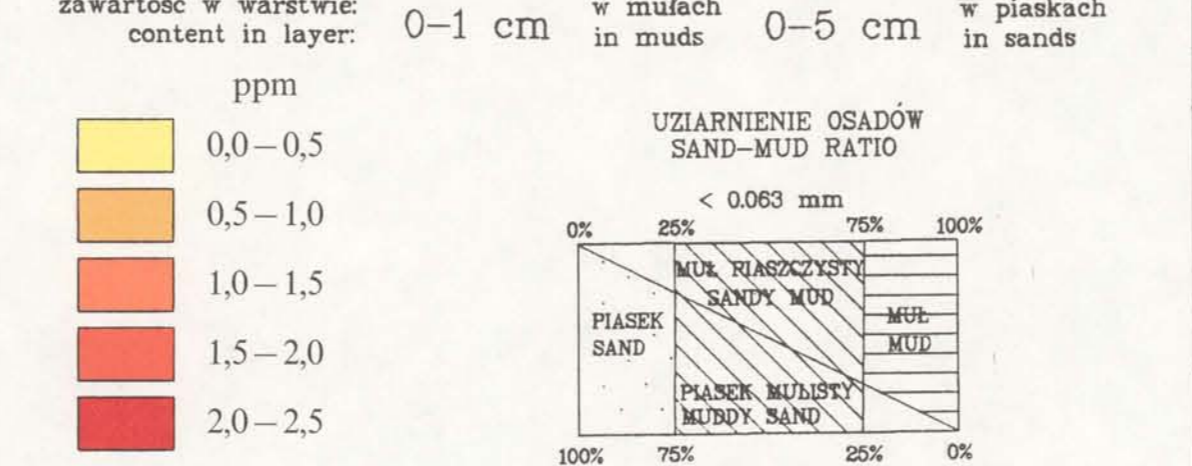 zawartość w warstwie:
content in layer:
0–1 cm
w mułach
in muds
0–5 cm
w piaskach
in sands
ppm
0,0–0,5
0,5–1,0
1,0–1,5
1,5–2,0
2,0–2,5
UZIARNIENIE OSADÓW
SAND–MUD RATIO
< 0.063 mm
0% 25% 75% 100%
MUŁ PIASZCZYSTY
SANDY MUD
PIASEK
SAND
MUŁ
MUD
PIASEK MULISTY
MUDDY SAND
100% 75% 25% 0%